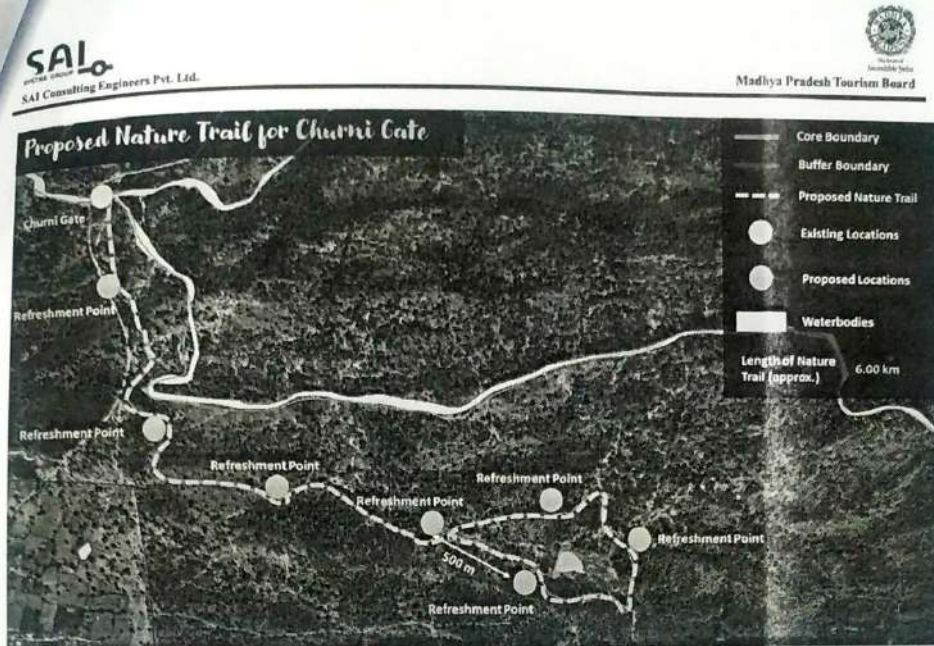 SAI
SAI Consulting Engineers Pvt. Ltd.
Madhya Pradesh Tourism Board
Proposed Nature Trail for Churni Gate
Core Boundary
Buffer Boundary
Proposed Nature Trail
Existing Locations
Proposed Locations
Waterbodies
Length of Nature
Trail (approx.)
6.00 km
Churni Gate
Refreshment Point
Refreshment Point
Refreshment Point
Refreshment Point
Refreshment Point
Refreshment Point
500 m
Refreshment Point